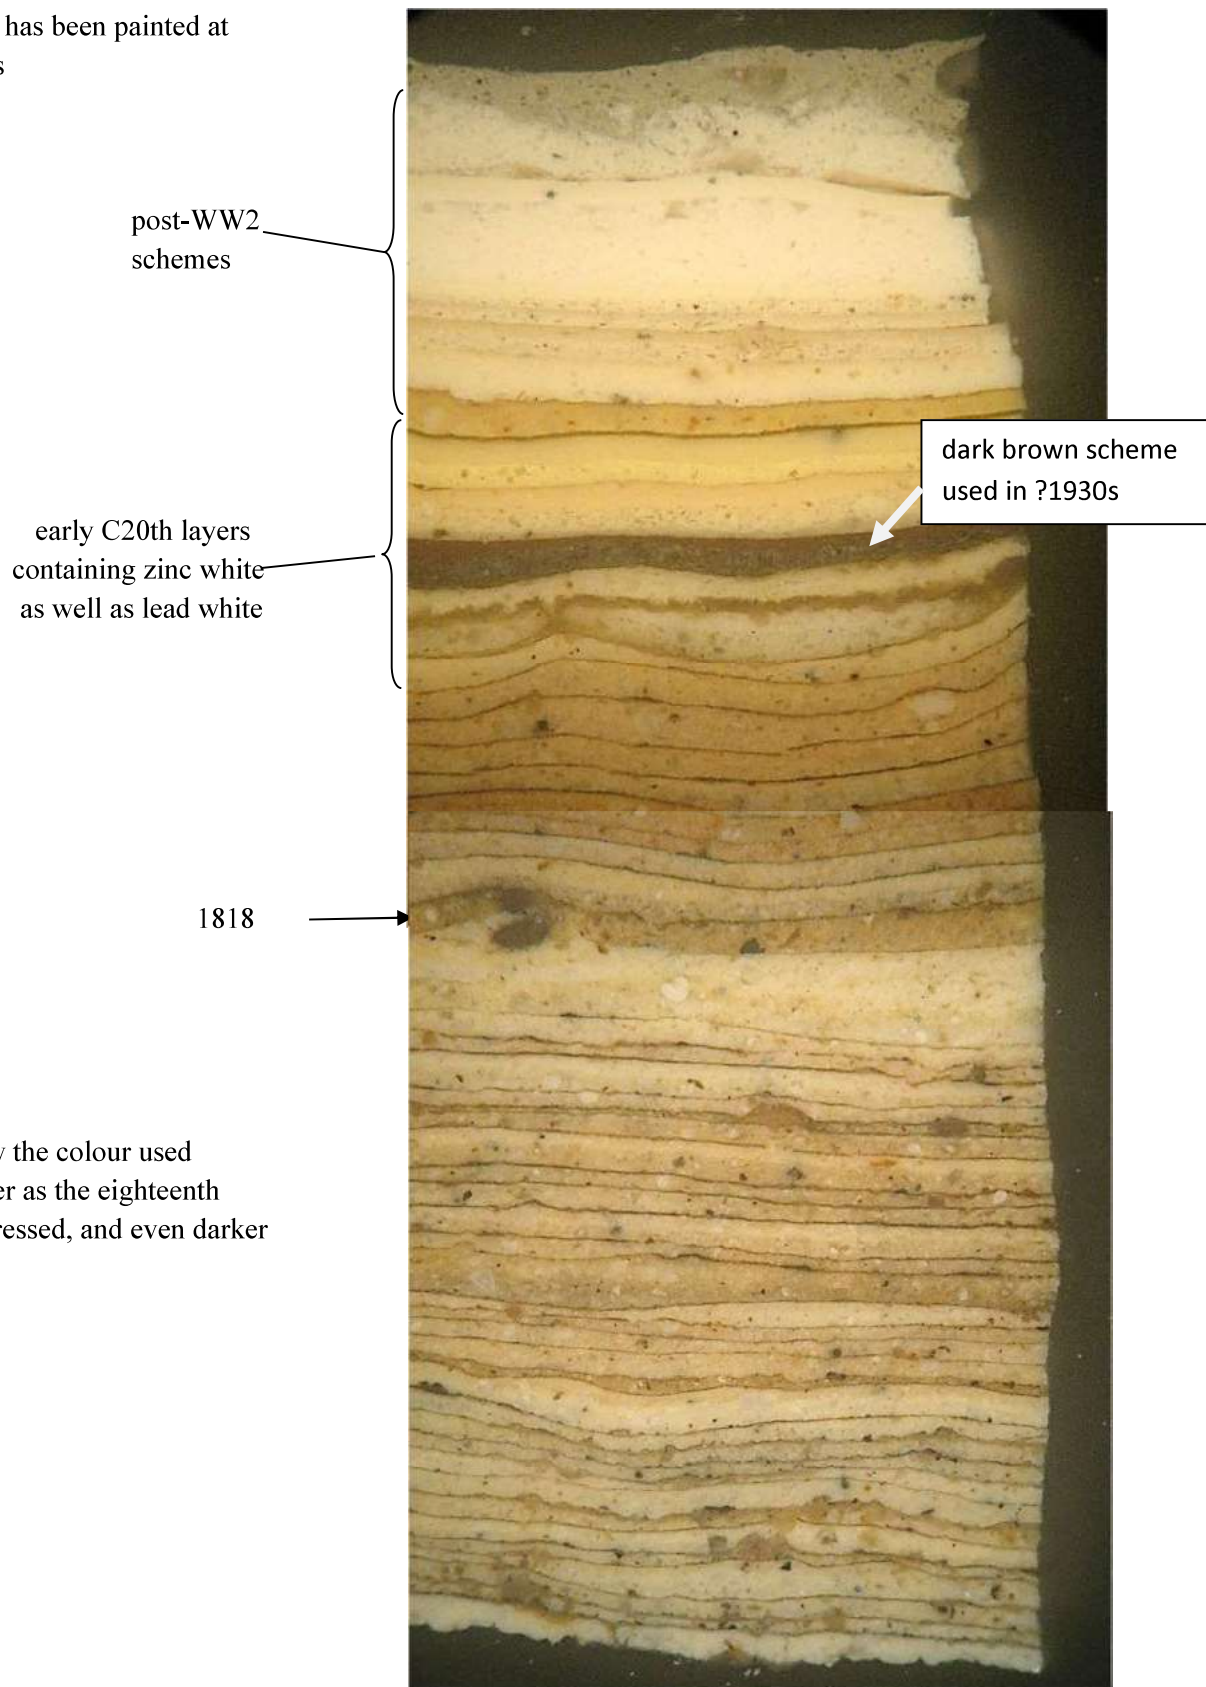 has been painted at
s
post-WW2
schemes
dark brown scheme
used in ?1930s
early C20th layers
containing zinc white
as well as lead white
1818
the colour used
er as the eighteenth
ressed, and even darker